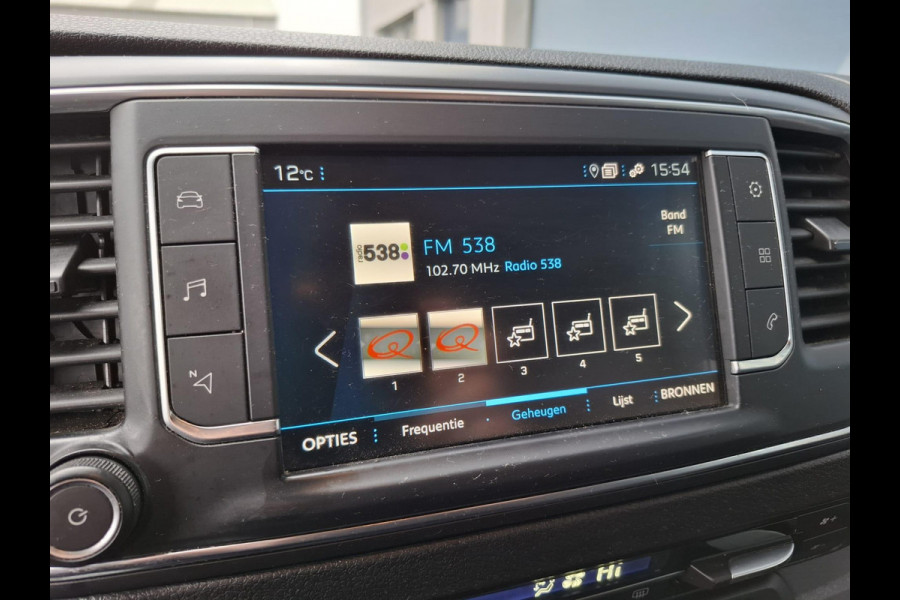 12°C
15:54
Band
FM
radio 538
FM 538
102.70 MHz Radio 538
1 2 3 4 5
OPTIES Frequentie Geheugen Lijst BRONNEN
N
Hi